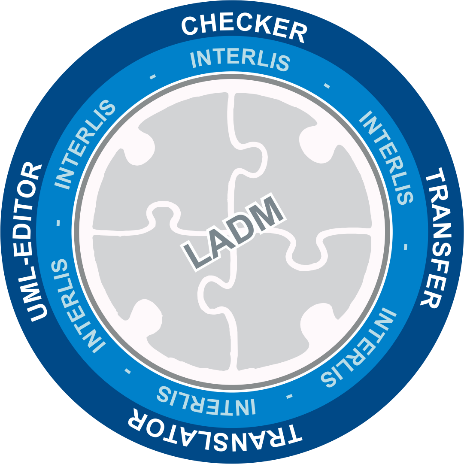 CHECKER
TRANSFER
TRANSLATOR
UML-EDITOR
INTERLIS - INTERLIS - INTERLIS - INTERLIS - INTERLIS - INTERLIS -
LADM